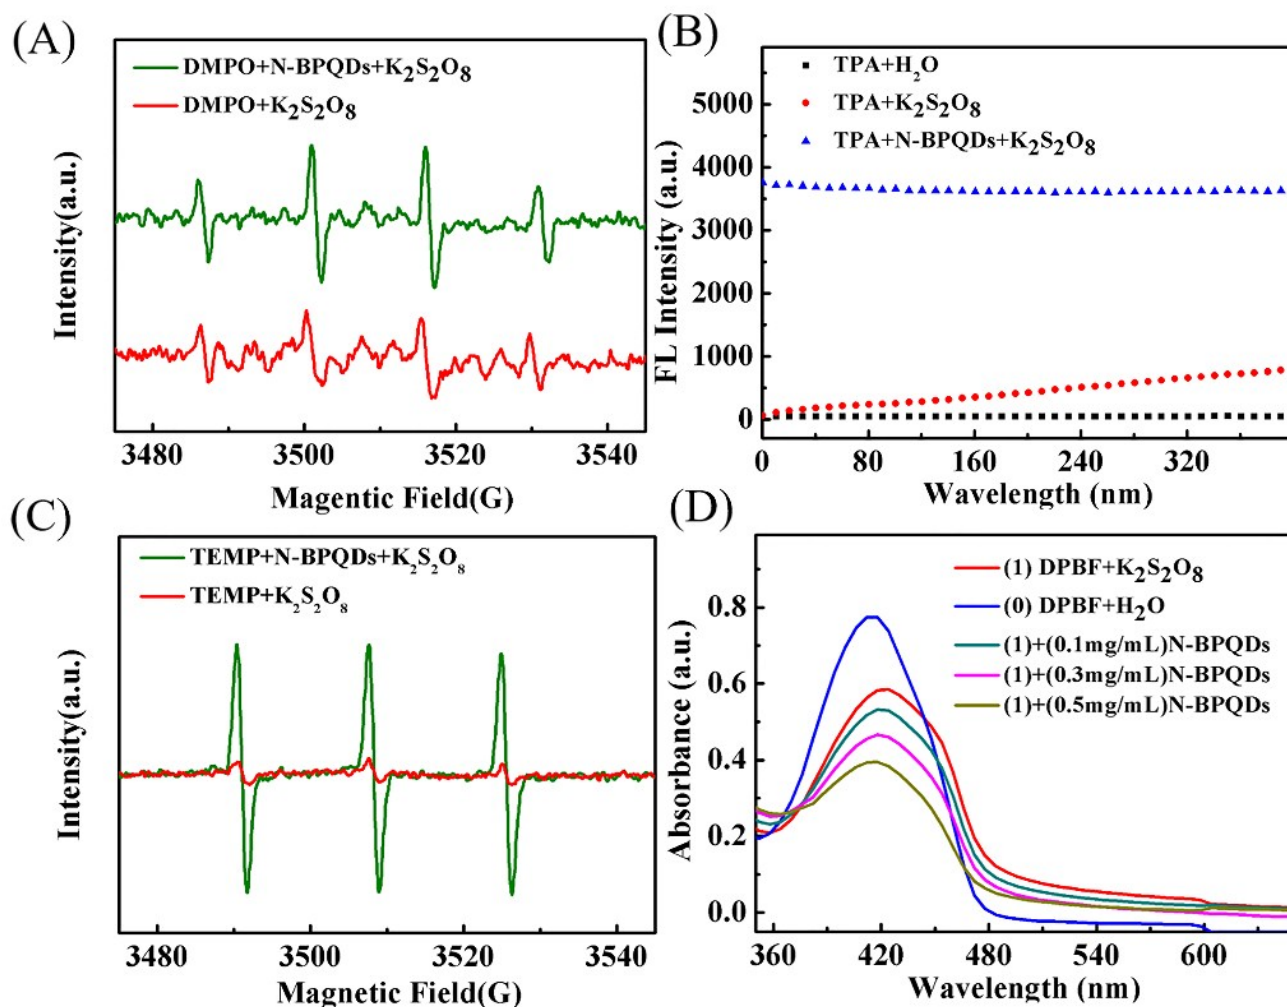 (A)
DMPO+N-BPQDs+K₂S₂O₈
DMPO+K₂S₂O₈
Intensity(a.u.)
3480 3500 3520 3540
Magentic Field(G)
(B)
TPA+H₂O
TPA+K₂S₂O₈
TPA+N-BPQDs+K₂S₂O₈
FL Intensity (a.u.)
5000
4000
3000
2000
1000
0
0 80 160 240 320
Wavelength (nm)
(C)
TEMP+N-BPQDs+K₂S₂O₈
TEMP+K₂S₂O₈
Intensity(a.u.)
3480 3500 3520 3540
Magnetic Field(G)
(D)
(1) DPBF+K₂S₂O₈
(0) DPBF+H₂O
(1)+(0.1mg/mL)N-BPQDs
(1)+(0.3mg/mL)N-BPQDs
(1)+(0.5mg/mL)N-BPQDs
Absorbance (a.u.)
0.8
0.6
0.4
0.2
0.0
360 420 480 540 600
Wavelength (nm)